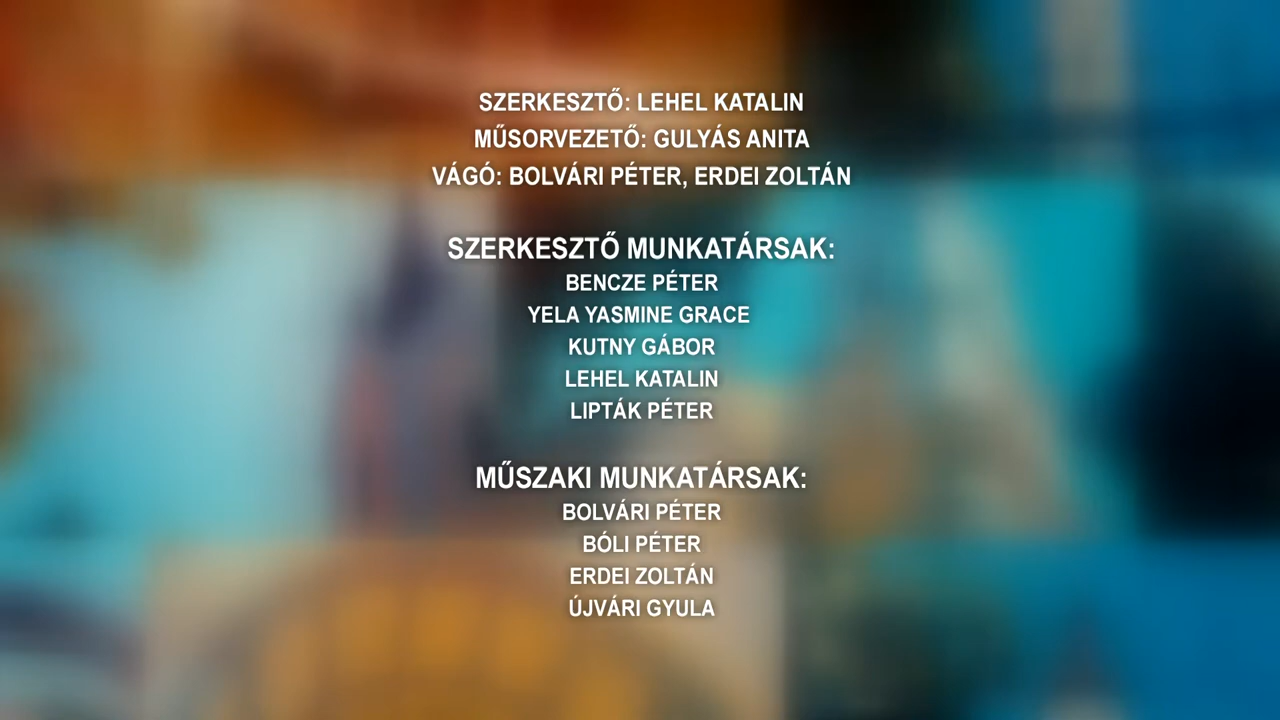 SZERKESZTŐ: LEHEL KATALIN
MŰSORVEZETŐ: GULYÁS ANITA
VÁGÓ: BOLVÁRI PÉTER, ERDEI ZOLTÁN
SZERKESZTŐ MUNKATÁRSAK:
BENCZE PÉTER
YELA YASMINE GRACE
KUTNY GÁBOR
LEHEL KATALIN
LIPTÁK PÉTER
MŰSZAKI MUNKATÁRSAK:
BOLVÁRI PÉTER
BÓLI PÉTER
ERDEI ZOLTÁN
ÚJVÁRI GYULA